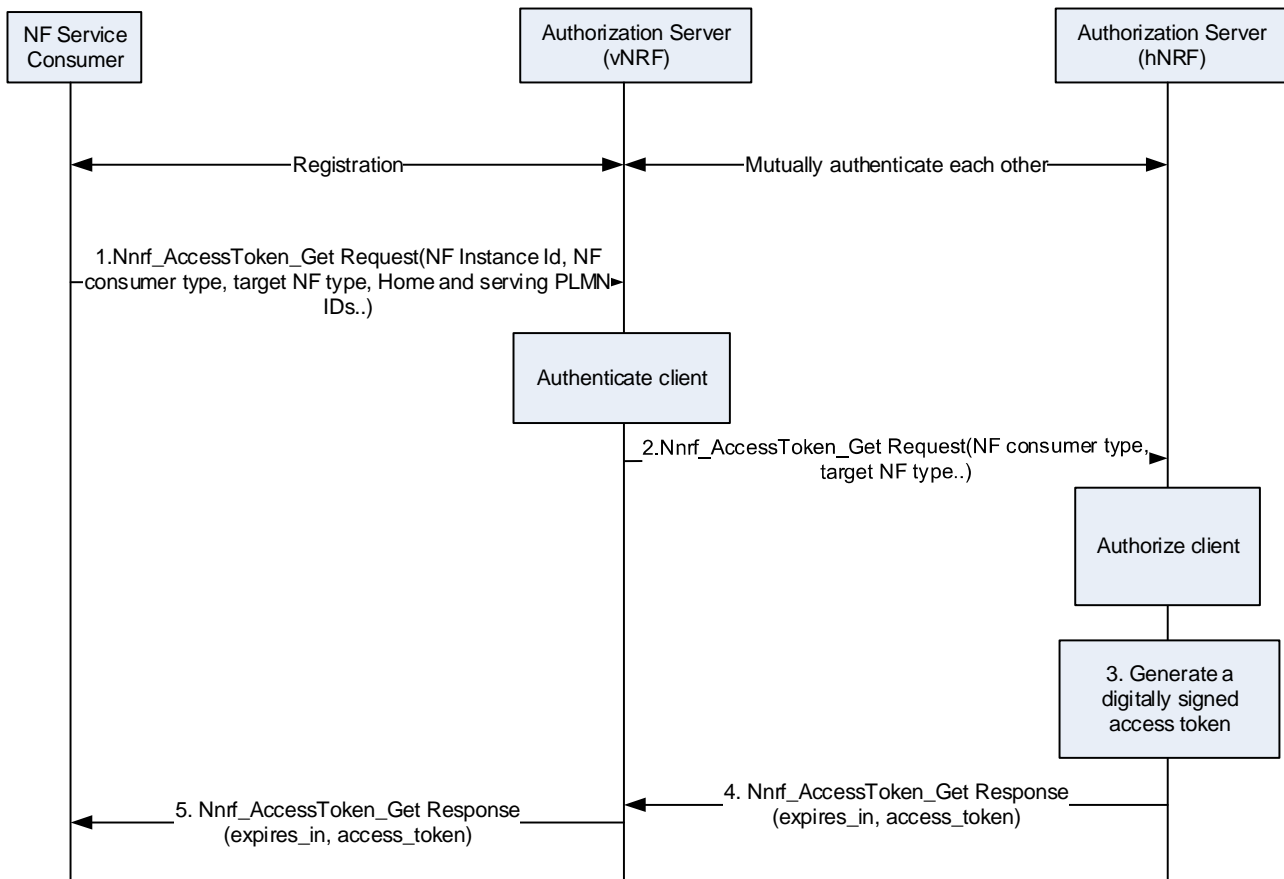 NF Service
Consumer
Authorization Server
(vNRF)
Authorization Server
(hNRF)
Registration
Mutually authenticate each other
1.Nnrf_AccessToken_Get Request(NF Instance Id, NF
consumer type, target NF type, Home and serving PLMN
IDs..)
Authenticate client
2.Nnrf_AccessToken_Get Request(NF consumer type,
target NF type..)
Authorize client
3. Generate a
digitally signed
access token
4. Nnrf_AccessToken_Get Response
(expires_in, access_token)
5. Nnrf_AccessToken_Get Response
(expires_in, access_token)